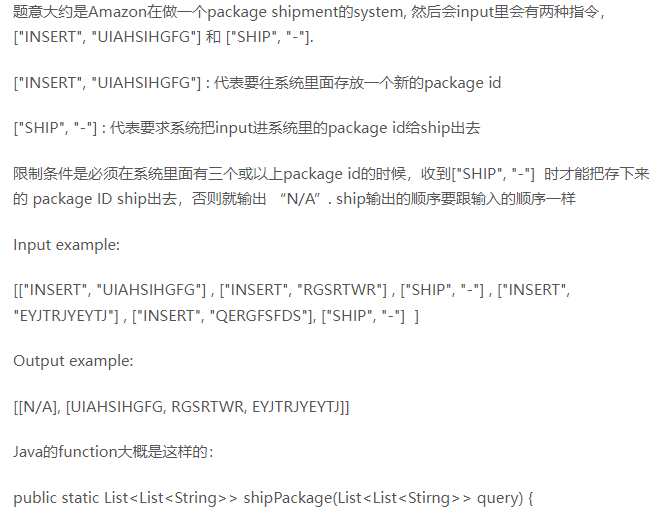 题意大约是Amazon在做一个package shipment的system, 然后会input里会有两种指令，
["INSERT", "UIAHSIHGFG"] 和 ["SHIP", "-"].
["INSERT", "UIAHSIHGFG"] : 代表要往系统里面存放一个新的package id
["SHIP", "-"] : 代表要求系统把input进系统里的package id给ship出去
限制条件是必须在系统里面有三个或以上package id的时候，收到["SHIP", "-"] 时才能把存下来
的 package ID ship出去，否则就输出 “N/A”. ship输出的顺序要跟输入的顺序一样
Input example:
[["INSERT", "UIAHSIHGFG"] , ["INSERT", "RGSRTWR"] , ["SHIP", "-"] , ["INSERT",
"EYJTRJYEYTJ"] , ["INSERT", "QERGFSFDS"], ["SHIP", "-"]  ]
Output example:
[[N/A], [UIAHSIHGFG, RGSRTWR, EYJTRJYEYTJ]]
Java的function大概是这样的：
public static List<List<String>> shipPackage(List<List<Stirng>> query) {